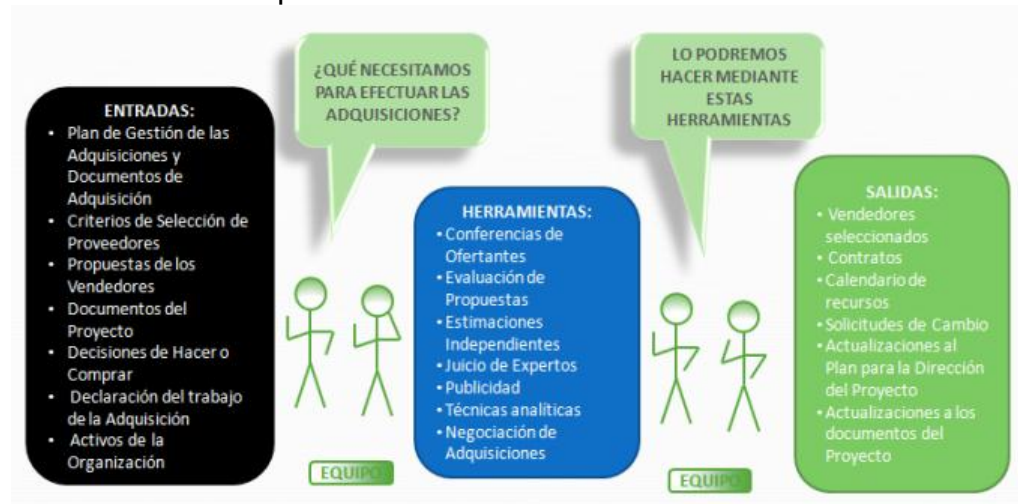 ¿QUÉ NECESITAMOS
PARA EFECTUAR LAS
ADQUISICIONES?
LO PODREMOS
HACER MEDIANTE
ESTAS
HERRAMIENTAS
ENTRADAS:
• Plan de Gestión de las
Adquisiciones y
Documentos de
Adquisición
• Criterios de Selección de
Proveedores
• Propuestas de los
Vendedores
• Documentos del
Proyecto
• Decisiones de Hacer o
Comprar
• Declaración del trabajo
de la Adquisición
• Activos de la
Organización
HERRAMIENTAS:
• Conferencias de
Ofertantes
• Evaluación de
Propuestas
• Estimaciones
Independientes
• Juicio de Expertos
• Publicidad
• Técnicas analíticas
• Negociación de
Adquisiciones
SALIDAS:
• Vendedores
seleccionados
• Contratos
• Calendario de
recursos
• Solicitudes de Cambio
• Actualizaciones al
Plan para la Dirección
del Proyecto
• Actualizaciones a los
documentos del
Proyecto
EQUIPO
EQUIPO